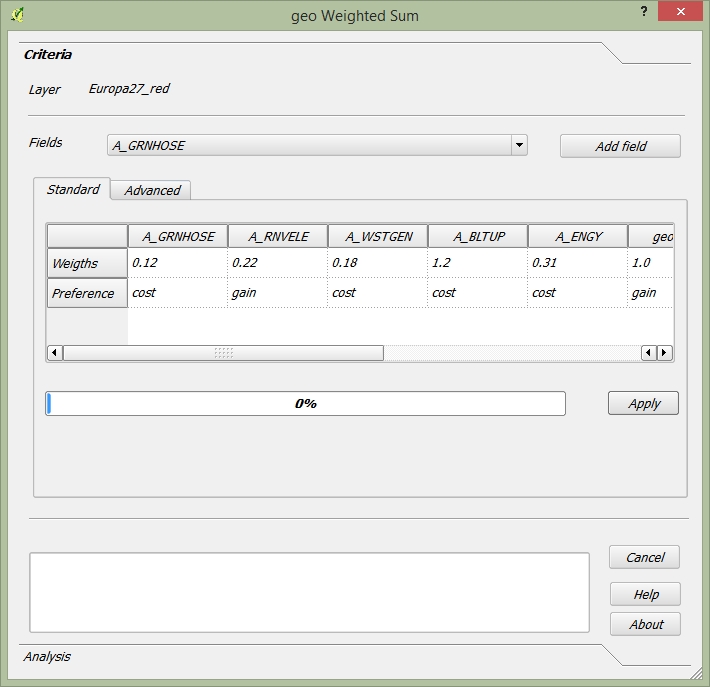 geo Weighted Sum ?
Criteria
Layer Europa27_red
Fields A_GRNHOSE Add field
Standard Advanced
A_GRNHOSE A_RNVELE A_WSTGEN A_BLTUP A_ENGY geo
Weigths 0.12 0.22 0.18 1.2 0.31 1.0
Preference cost gain cost cost cost gain
0% Apply
Cancel
Help
About
Analysis